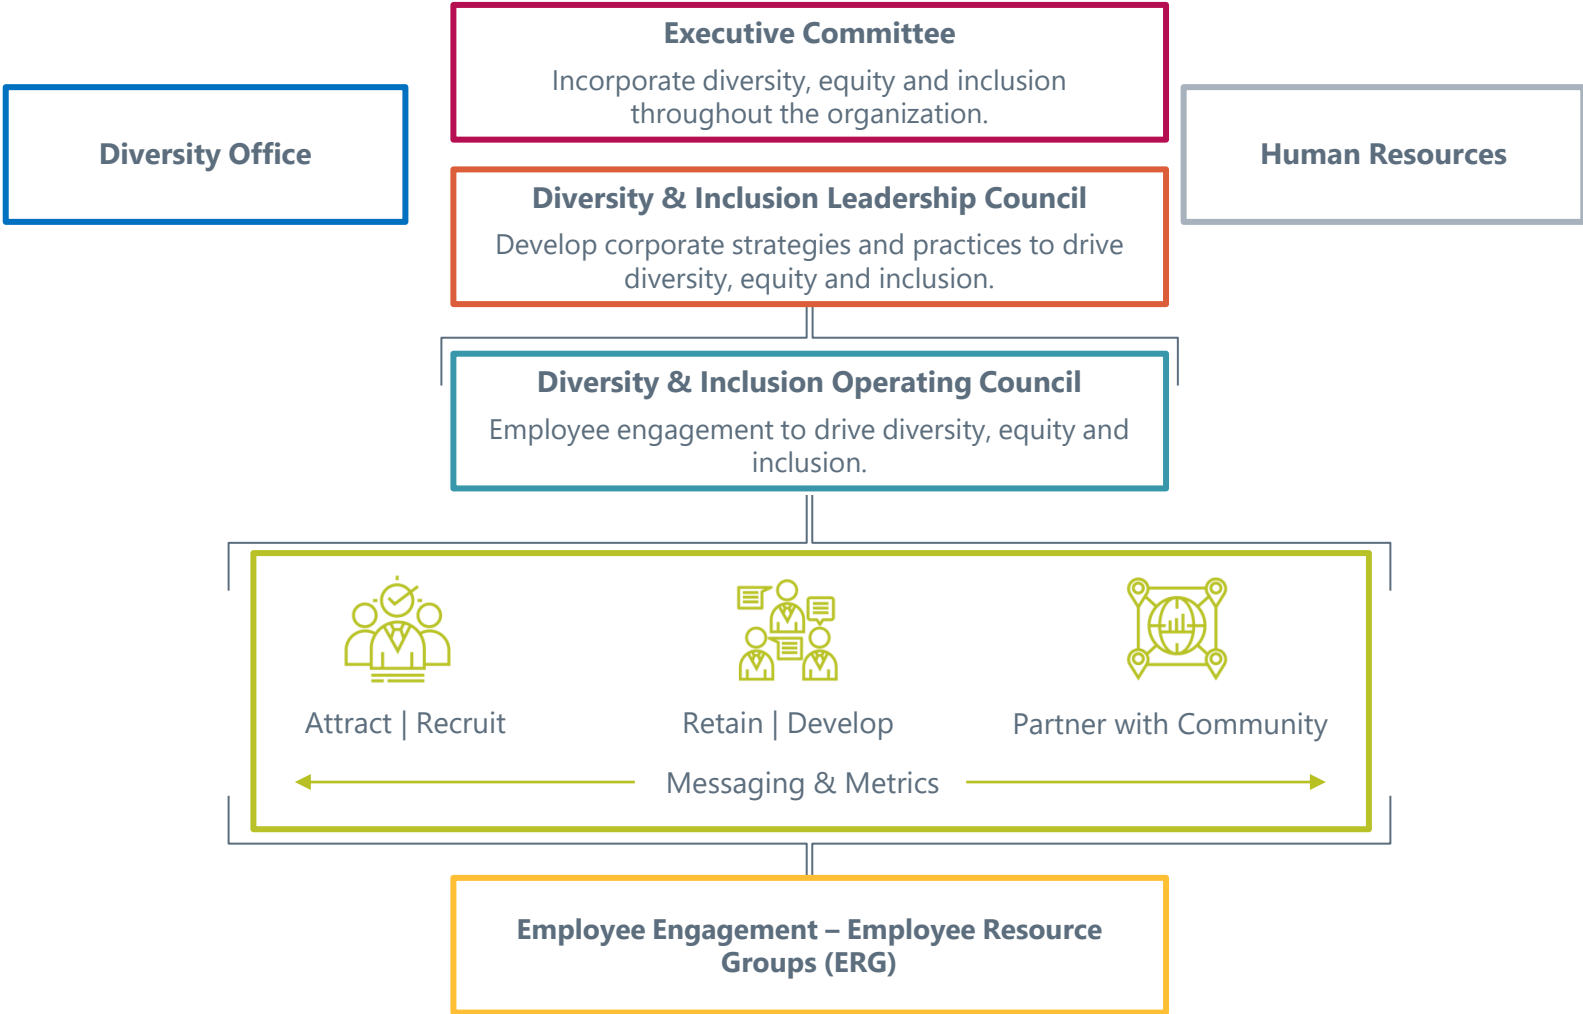 Executive Committee
Incorporate diversity, equity and inclusion
throughout the organization.
Diversity Office
Human Resources
Diversity & Inclusion Leadership Council
Develop corporate strategies and practices to drive
diversity, equity and inclusion.
Diversity & Inclusion Operating Council
Employee engagement to drive diversity, equity and
inclusion.
Attract | Recruit
Retain | Develop
Partner with Community
Messaging & Metrics
Employee Engagement – Employee Resource
Groups (ERG)